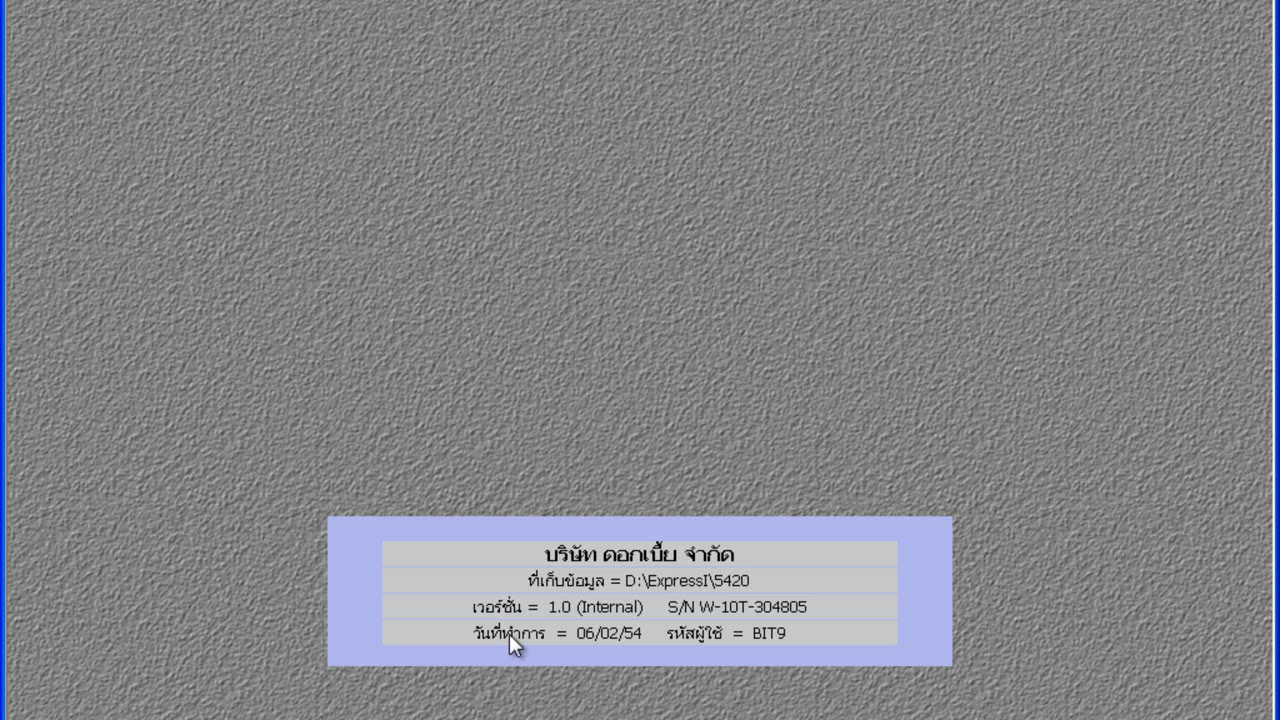 บริษัท ดอกเบี้ย จำกัด
ที่เก็บข้อมูล = D:\ExpressI\5420
เวอร์ชั่น = 1.0 (Internal) S/N W-10T-304805
วันที่ทำการ = 06/02/54 รหัสผู้ใช้ = BIT9